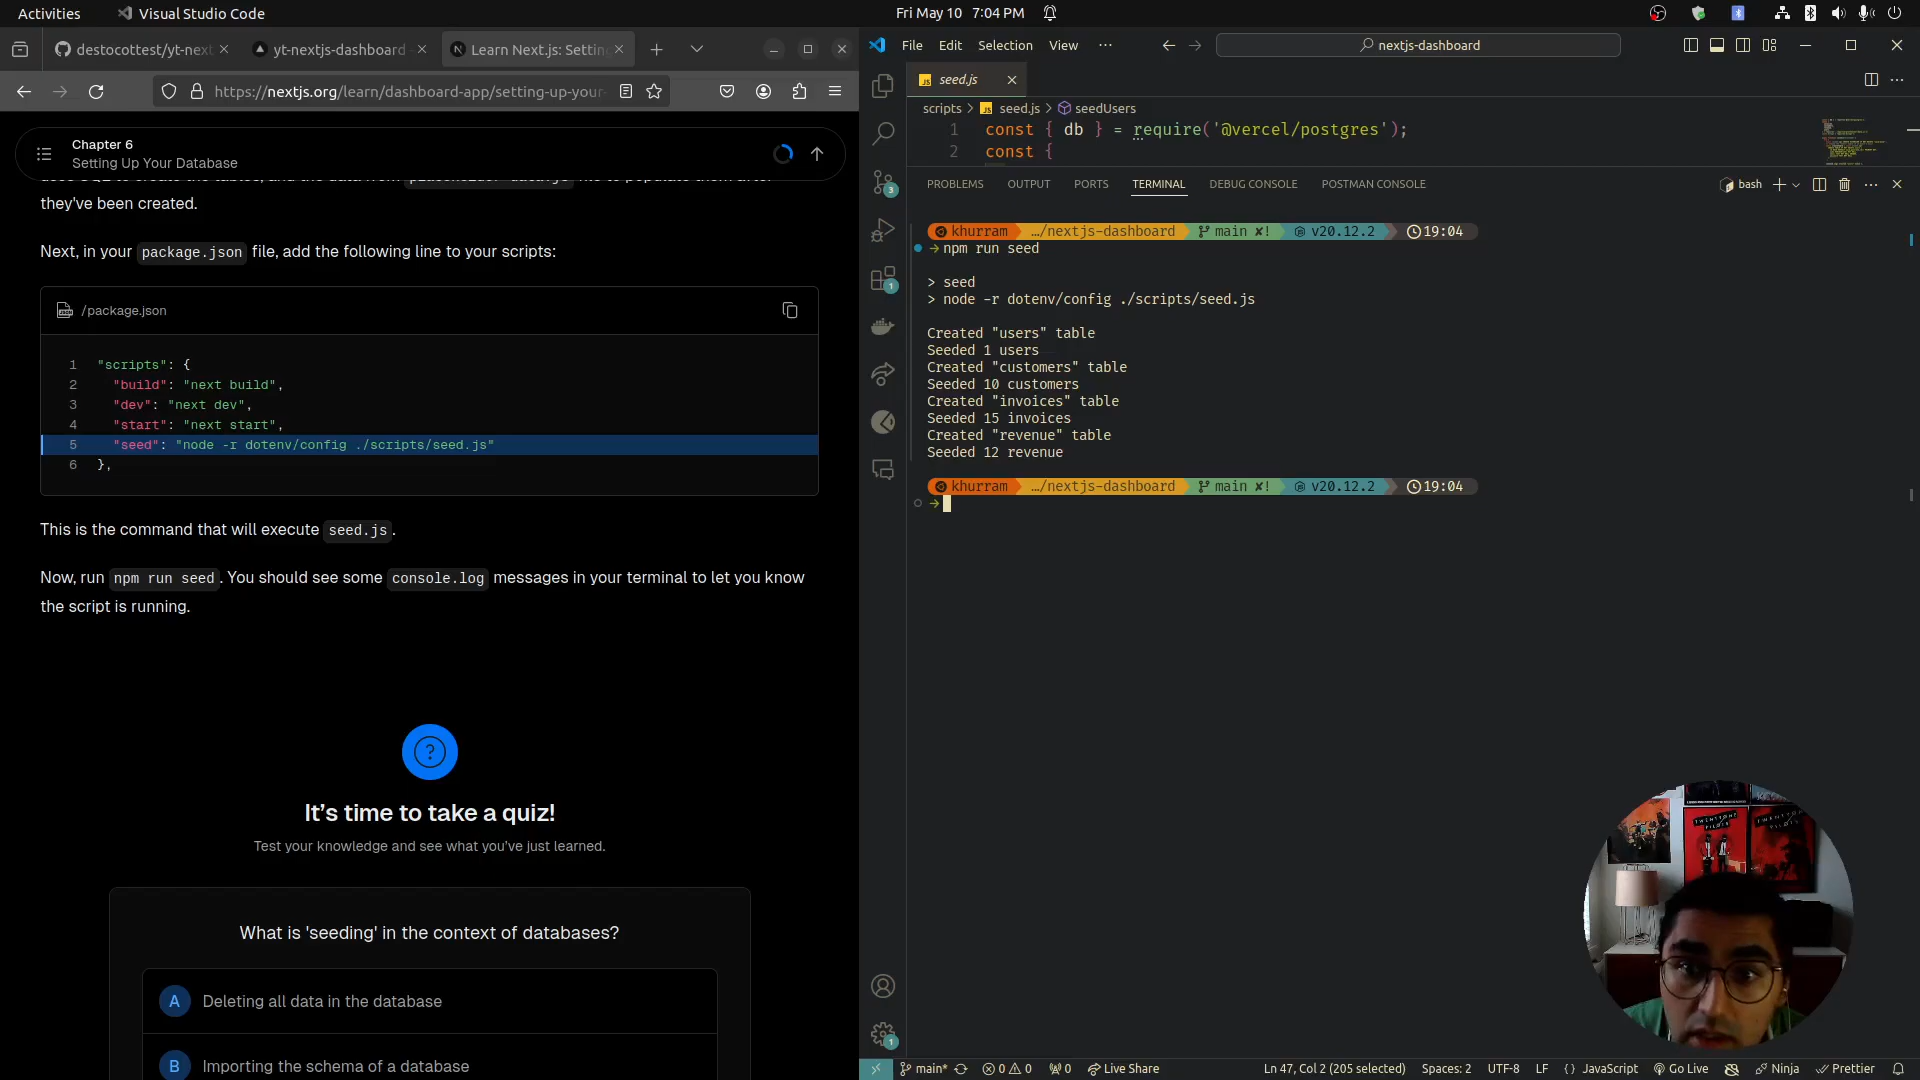 Activities
Visual Studio Code
Fri May 10 7:04 PM
destocottest/yt-next
yt-nextjs-dashboard
Learn Next.js: Setting
https://nextjs.org/learn/dashboard-app/setting-up-your-
Chapter 6
Setting Up Your Database
they've been created.
Next, in your package.json file, add the following line to your scripts:
/package.json
1 "scripts": {
2 "build": "next build",
3 "dev": "next dev",
4 "start": "next start",
5 "seed": "node -r dotenv/config ./scripts/seed.js"
6 },
This is the command that will execute seed.js.
Now, run npm run seed. You should see some console.log messages in your terminal to let you know
the script is running.
?
It's time to take a quiz!
Test your knowledge and see what you've just learned.
What is 'seeding' in the context of databases?
A Deleting all data in the database
B Importing the schema of a database
File Edit Selection View ···
nextjs-dashboard
JS seed.js
scripts > JS seed.js > seedUsers
1 const { db } = require('@vercel/postgres');
2 const {
PROBLEMS OUTPUT PORTS TERMINAL DEBUG CONSOLE POSTMAN CONSOLE
bash
khurram …/nextjs-dashboard main ✘! v20.12.2 19:04
→ npm run seed
> seed
> node -r dotenv/config ./scripts/seed.js
Created "users" table
Seeded 1 users
Created "customers" table
Seeded 10 customers
Created "invoices" table
Seeded 15 invoices
Created "revenue" table
Seeded 12 revenue
khurram …/nextjs-dashboard main ✘! v20.12.2 19:04
→
3
1
1
TWENTY ONE
PILOTS
main* 0 0 0 Live Share
Ln 47, Col 2 (205 selected) Spaces: 2 UTF-8 LF {} JavaScript Go Live Ninja Prettier